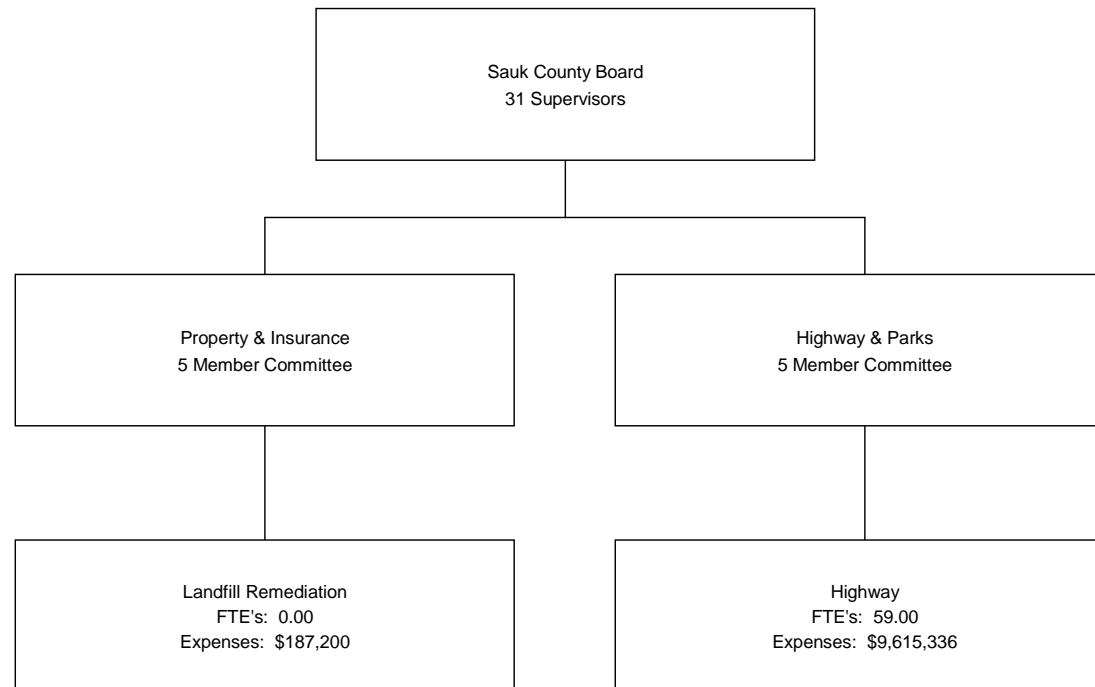 Sauk County Board
31 Supervisors
Property & Insurance
5 Member Committee
Highway & Parks
5 Member Committee
Landfill Remediation
FTE's: 0.00
Expenses: $187,200
Highway
FTE's: 59.00
Expenses: $9,615,336